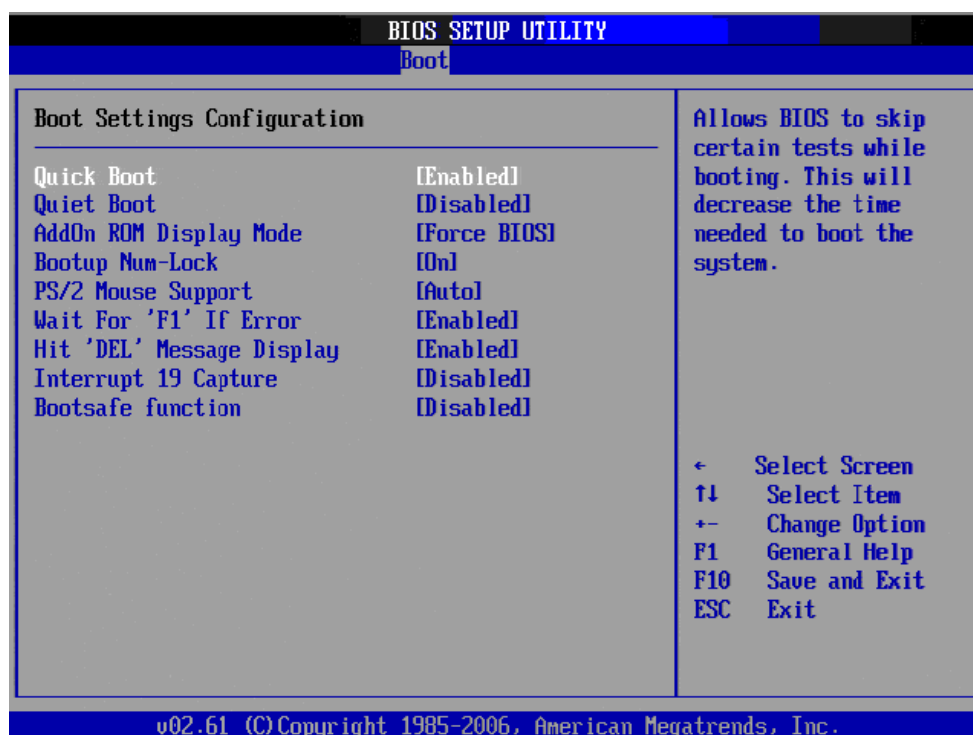 BIOS SETUP UTILITY
Boot
Boot Settings Configuration
Quick Boot [Enabled]
Quiet Boot [Disabled]
AddOn ROM Display Mode [Force BIOS]
Bootup Num-Lock [On]
PS/2 Mouse Support [Auto]
Wait For 'F1' If Error [Enabled]
Hit 'DEL' Message Display [Enabled]
Interrupt 19 Capture [Disabled]
Bootsafe function [Disabled]
Allows BIOS to skip
certain tests while
booting. This will
decrease the time
needed to boot the
system.
← Select Screen
↑↓ Select Item
+- Change Option
F1 General Help
F10 Save and Exit
ESC Exit
v02.61 (C)Copyright 1985-2006, American Megatrends, Inc.